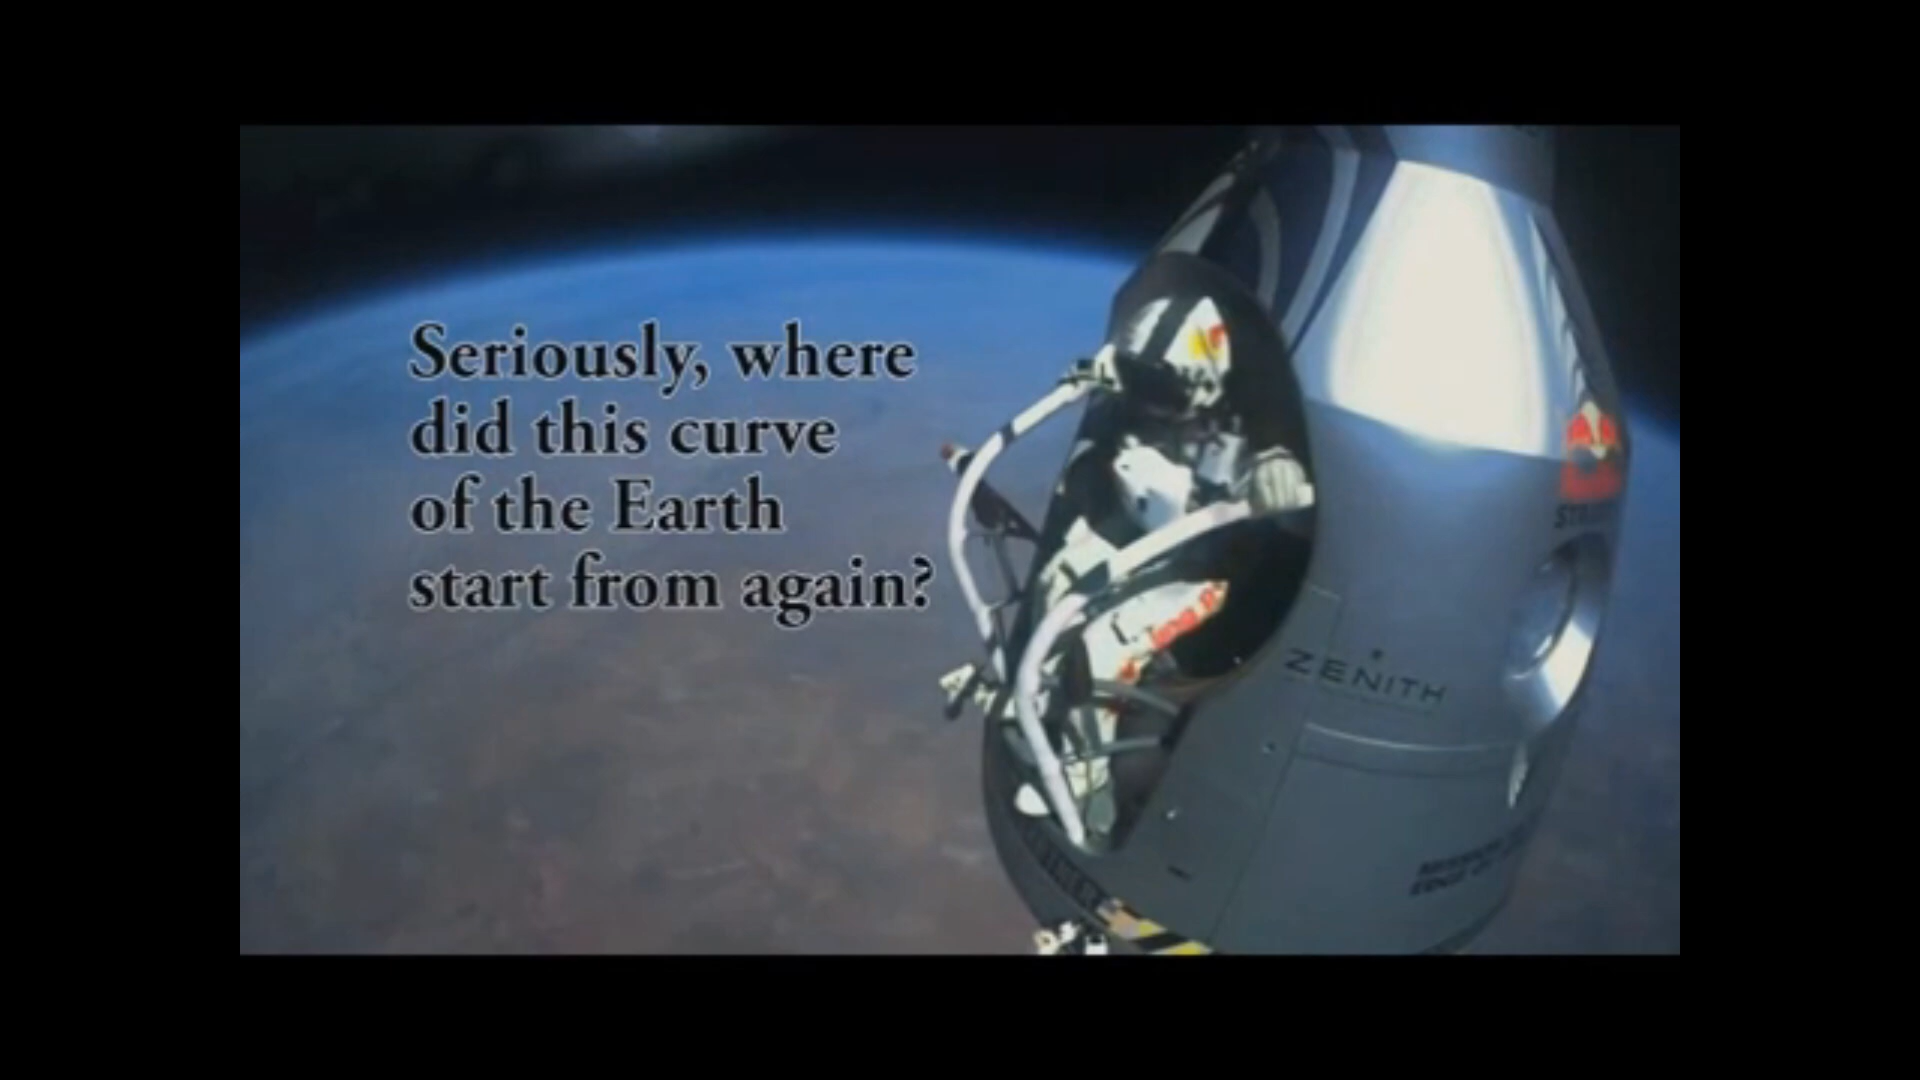 Seriously, where
did this curve
of the Earth
start from again?
ZENITH